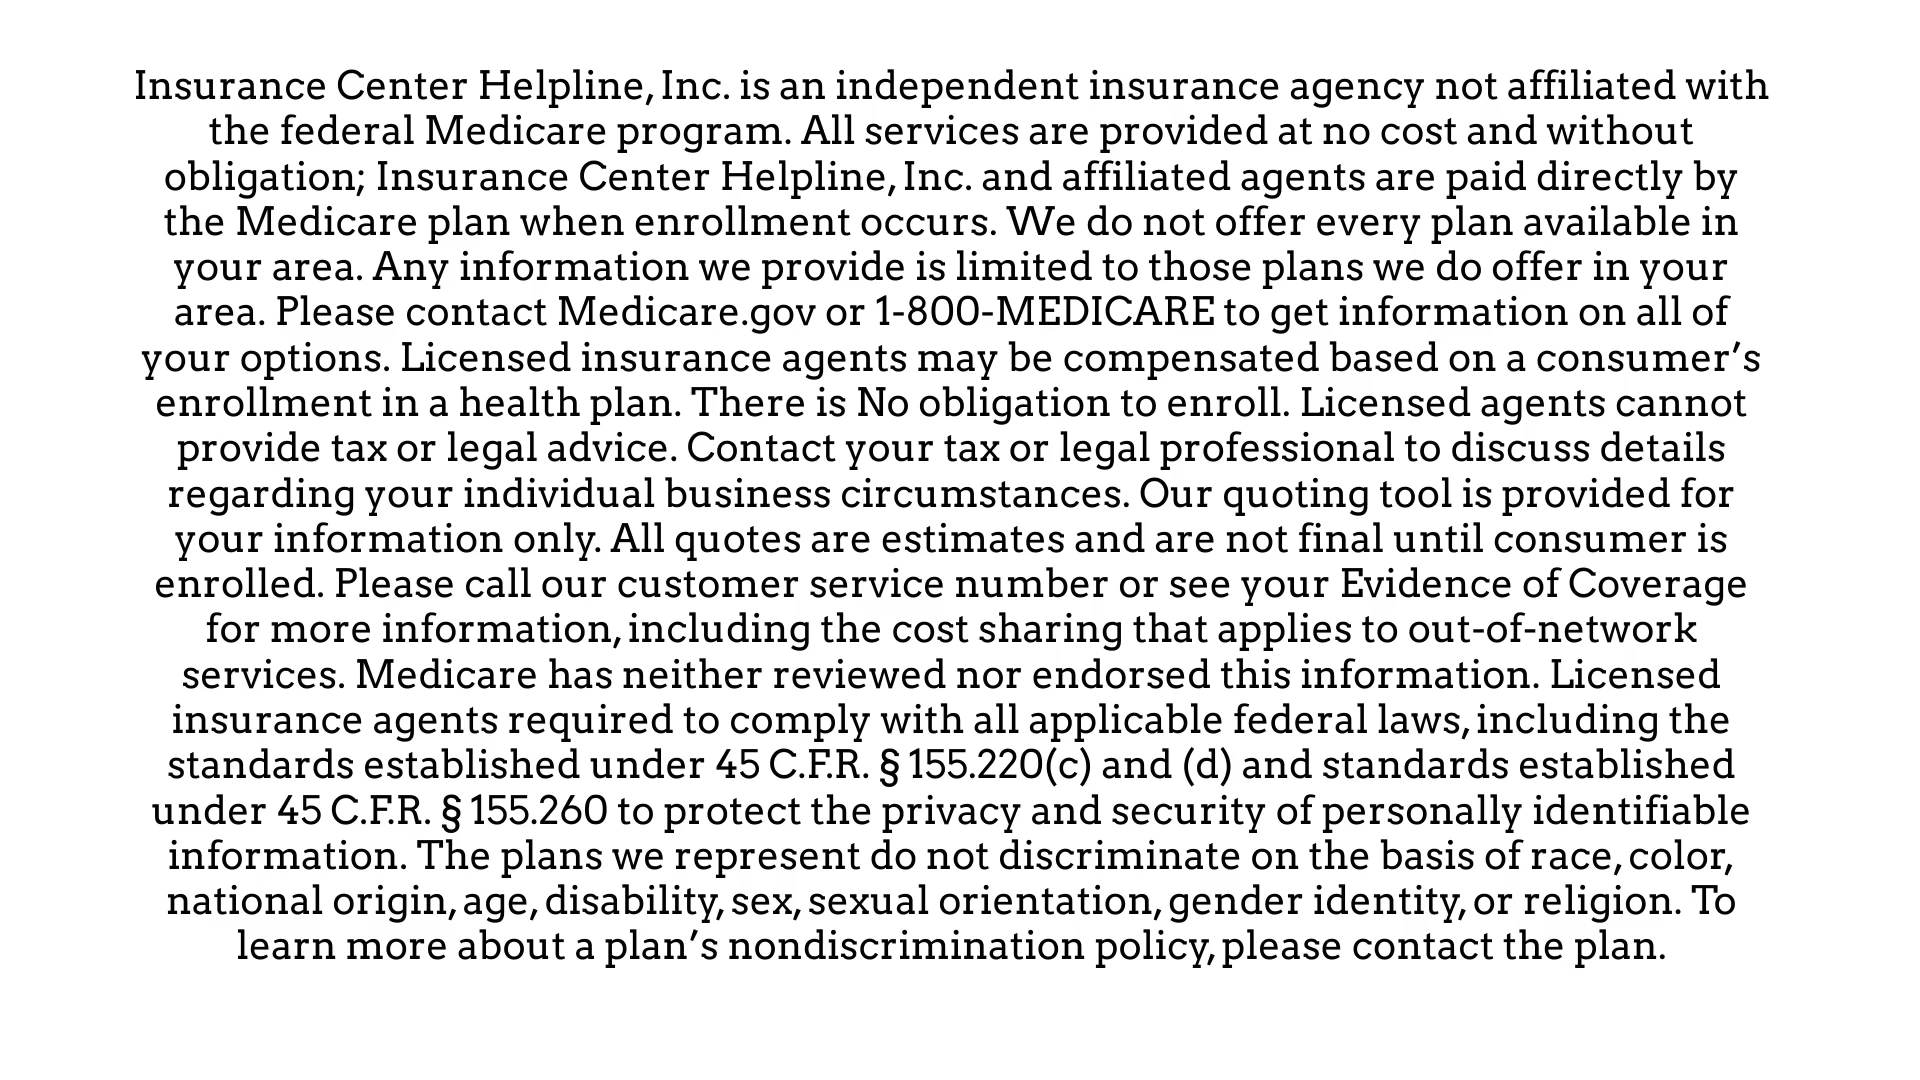 Insurance Center Helpline, Inc. is an independent insurance agency not affiliated with
the federal Medicare program. All services are provided at no cost and without
obligation; Insurance Center Helpline, Inc. and affiliated agents are paid directly by
the Medicare plan when enrollment occurs. We do not offer every plan available in
your area. Any information we provide is limited to those plans we do offer in your
area. Please contact Medicare.gov or 1-800-MEDICARE to get information on all of
your options. Licensed insurance agents may be compensated based on a consumer’s
enrollment in a health plan. There is No obligation to enroll. Licensed agents cannot
provide tax or legal advice. Contact your tax or legal professional to discuss details
regarding your individual business circumstances. Our quoting tool is provided for
your information only. All quotes are estimates and are not final until consumer is
enrolled. Please call our customer service number or see your Evidence of Coverage
for more information, including the cost sharing that applies to out-of-network
services. Medicare has neither reviewed nor endorsed this information. Licensed
insurance agents required to comply with all applicable federal laws, including the
standards established under 45 C.F.R. § 155.220(c) and (d) and standards established
under 45 C.F.R. § 155.260 to protect the privacy and security of personally identifiable
information. The plans we represent do not discriminate on the basis of race, color,
national origin, age, disability, sex, sexual orientation, gender identity, or religion. To
learn more about a plan’s nondiscrimination policy, please contact the plan.